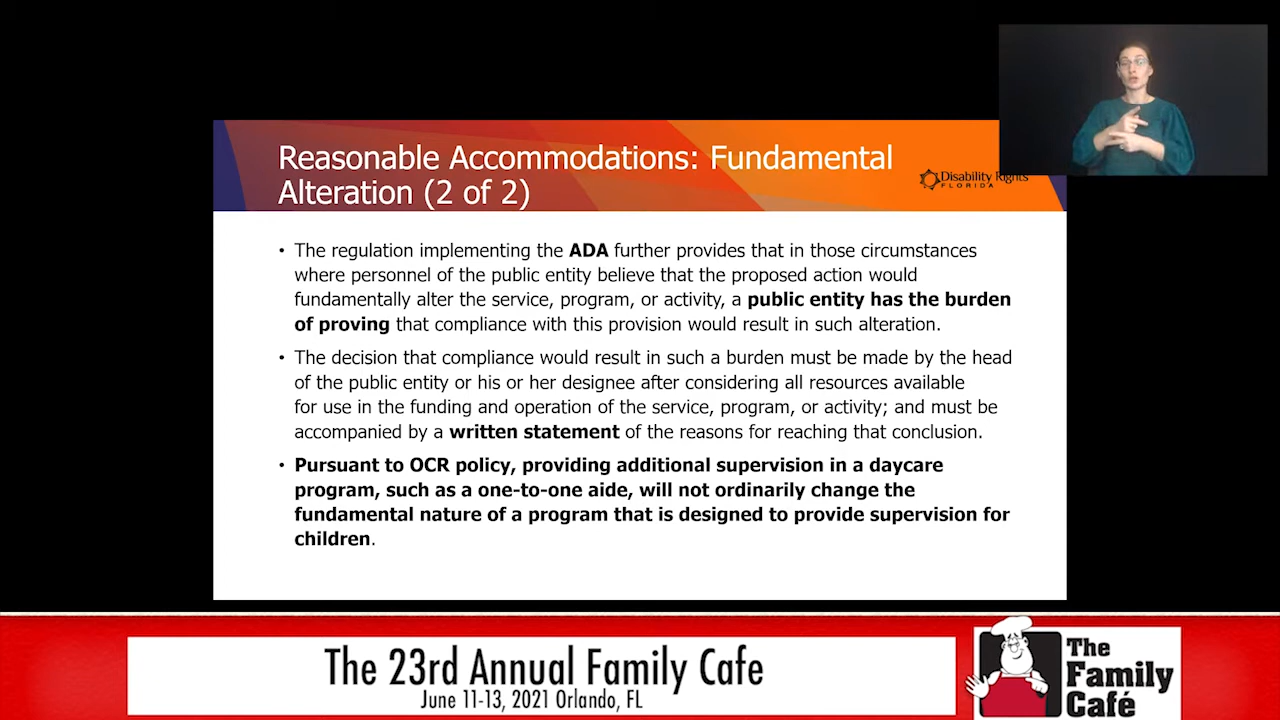 Reasonable Accommodations: Fundamental
Alteration (2 of 2)
Disability Rights
FLORIDA
• The regulation implementing the ADA further provides that in those circumstances
where personnel of the public entity believe that the proposed action would
fundamentally alter the service, program, or activity, a public entity has the burden
of proving that compliance with this provision would result in such alteration.
• The decision that compliance would result in such a burden must be made by the head
of the public entity or his or her designee after considering all resources available
for use in the funding and operation of the service, program, or activity; and must be
accompanied by a written statement of the reasons for reaching that conclusion.
• Pursuant to OCR policy, providing additional supervision in a daycare
program, such as a one-to-one aide, will not ordinarily change the
fundamental nature of a program that is designed to provide supervision for
children.
The 23rd Annual Family Cafe
June 11-13, 2021 Orlando, FL
The
Family
Café